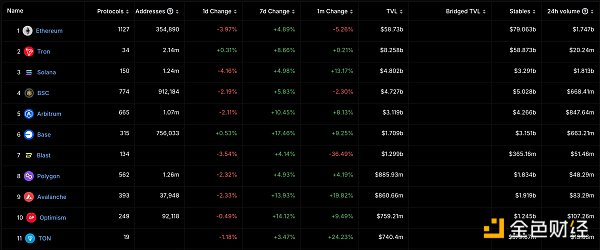 Name Protocols Addresses 1d Change 7d Change 1m Change TVL Bridged TVL Stables 24h volume
1 Ethereum 1127 354,890 -3.97% +4.89% -5.26% $58.73b $79.063b $1.747b
2 Tron 34 2.14m +0.31% +8.66% +0.21% $8.258b $58.873b $20.24m
3 Solana 150 1.24m -4.16% +4.98% +13.17% $4.802b $3.291b $1.813b
4 BSC 774 912,184 -2.19% +5.83% -2.30% $4.727b $5.028b $668.41m
5 Arbitrum 665 1.07m -2.11% +10.45% +8.13% $3.119b $4.266b $847.64m
6 Base 315 756,033 +0.53% +17.46% +9.25% $1.709b $3.151b $663.21m
7 Blast 134 -3.54% +4.14% -36.49% $1.299b $365.16m $51.46m
8 Polygon 562 1.26m -2.32% +4.93% +4.19% $885.93m $1.834b $48.29m
9 Avalanche 393 37,948 -2.33% +13.93% +19.82% $860.66m $1.919b $83.29m
10 Optimism 249 92,118 -0.49% +14.12% +9.49% $759.21m $1.245b $107.26m
11 TON 19 -1.18% +3.47% +24.23% $740.4m
金色财经